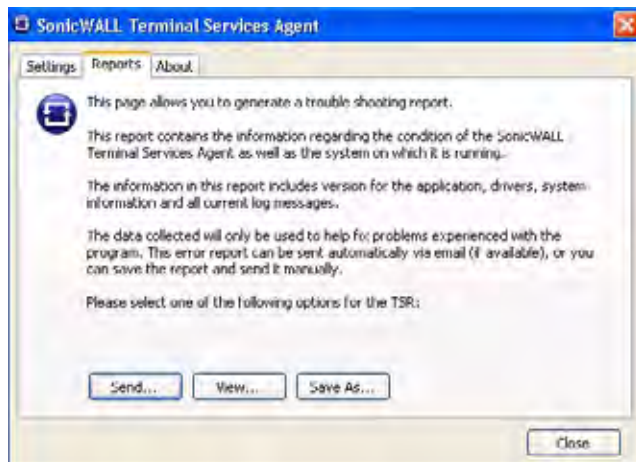 SonicWALL Terminal Services Agent
Settings Reports About
This page allows you to generate a trouble shooting report.
This report contains the information regarding the condition of the SonicWALL
Terminal Services Agent as well as the system on which it is running.
The information in this report includes version for the application, drivers, system
information and all current log messages.
The data collected will only be used to help fix problems experienced with the
program. This error report can be sent automatically via email (if available), or you
can save the report and send it manually.
Please select one of the following options for the TSR:
Send... View... Save As...
Close